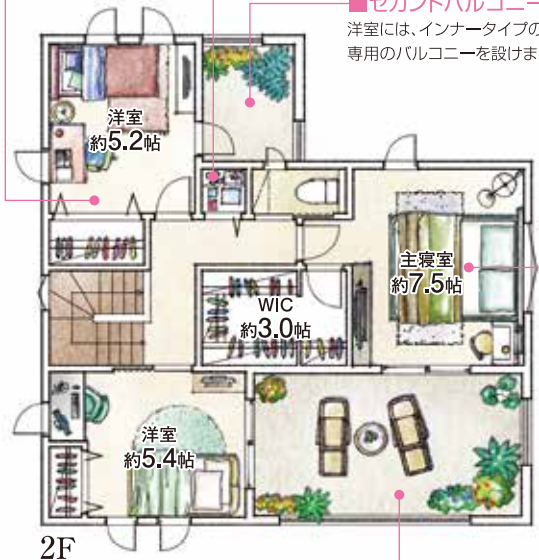 ■セカンドバルコニー
洋室には、インナータイプの
専用のバルコニーを設けま
洋室
約5.2帖
主寝室
約7.5帖
WIC
約3.0帖
洋室
約5.4帖
2F